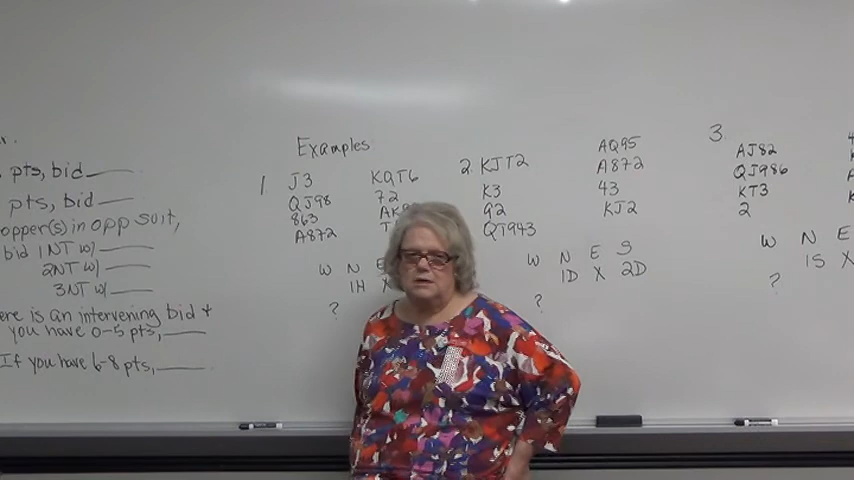 pts, bid
pts, bid
opper(s) in opp suit,
bid 1NT w/
2NT w/
3NT w/
ere is an intervening bid +
you have 0-5 pts,
If you have 6-8 pts,
Examples
1.
J3
QJ98
863
A872
KQT6
72
W N E
1H X
?
2.
KJT2
K3
92
QT943
AQ95
A872
43
KJ2
W N E S
1D X 2D
?
3.
AJ82
QJ986
KT3
2
W N E
1S X
?